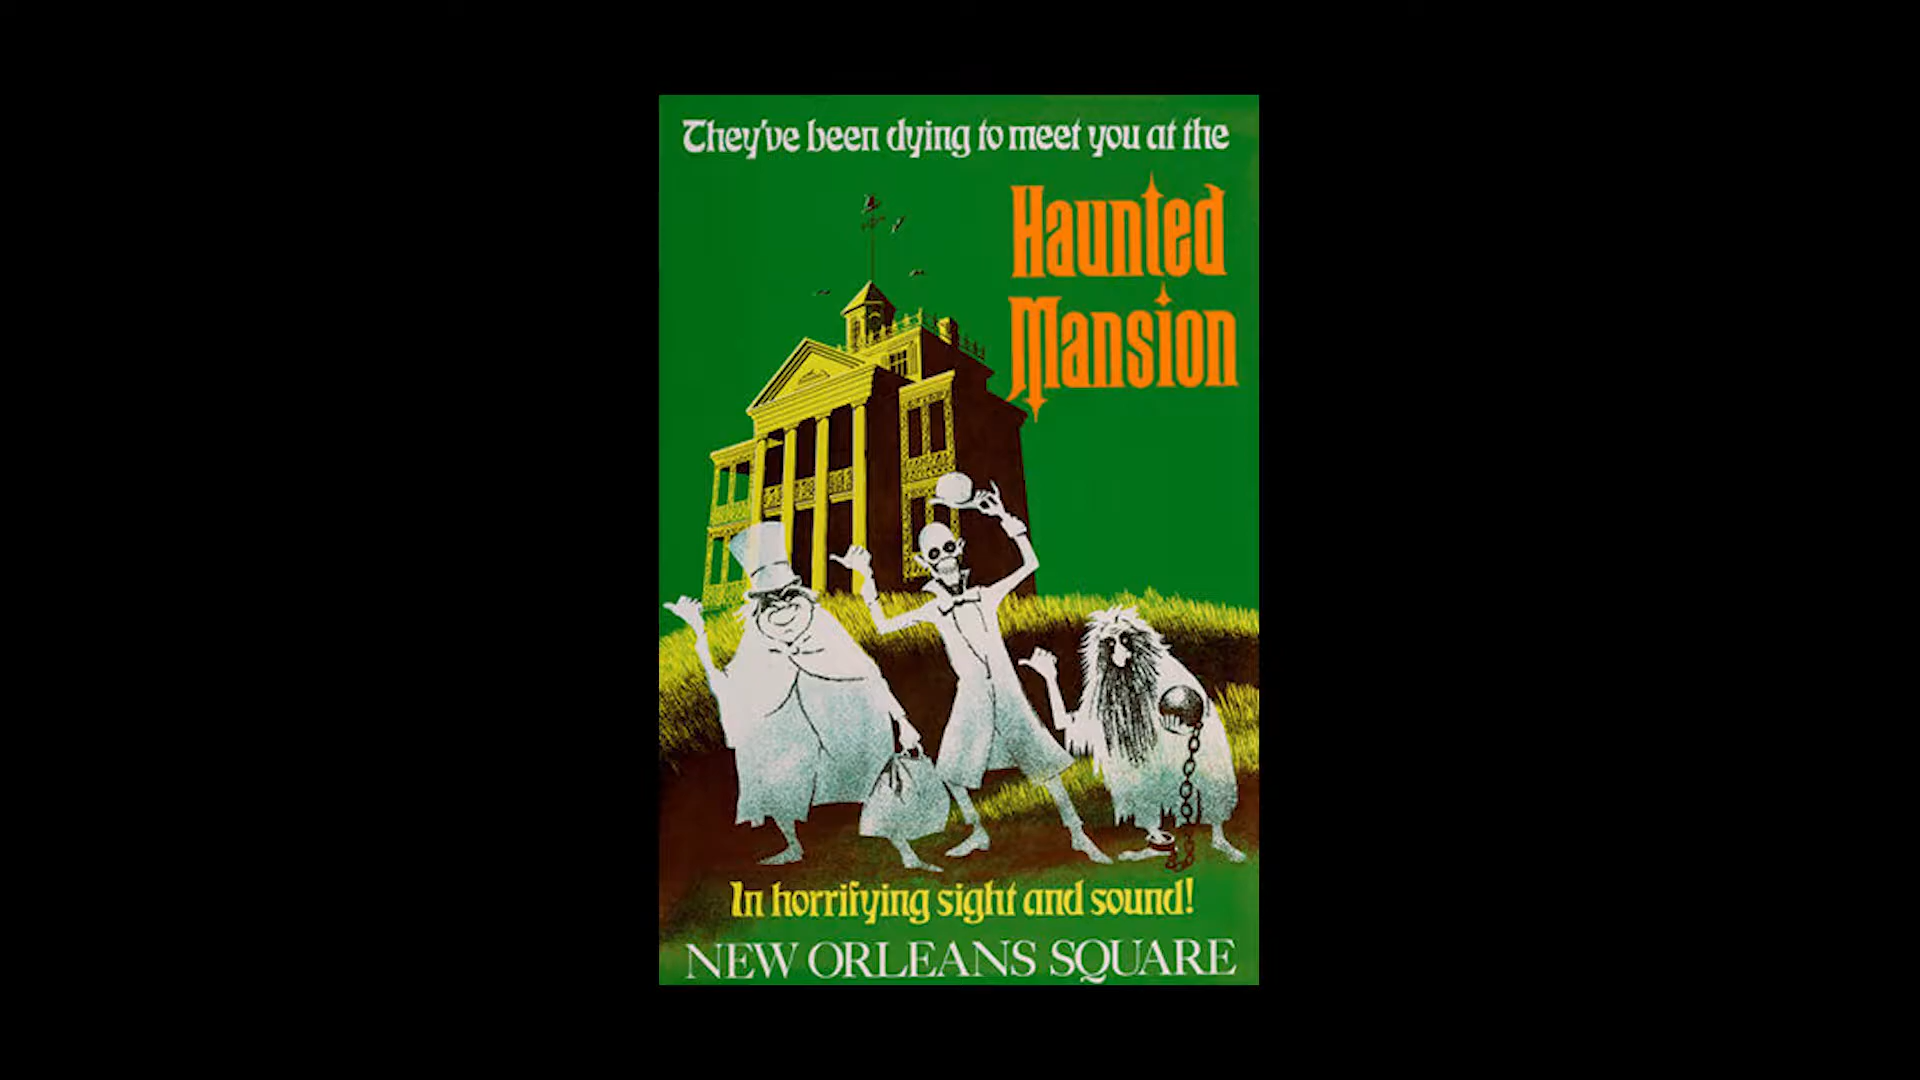 They've been dying to meet you at the
Haunted
Mansion
In horrifying sight and sound!
NEW ORLEANS SQUARE